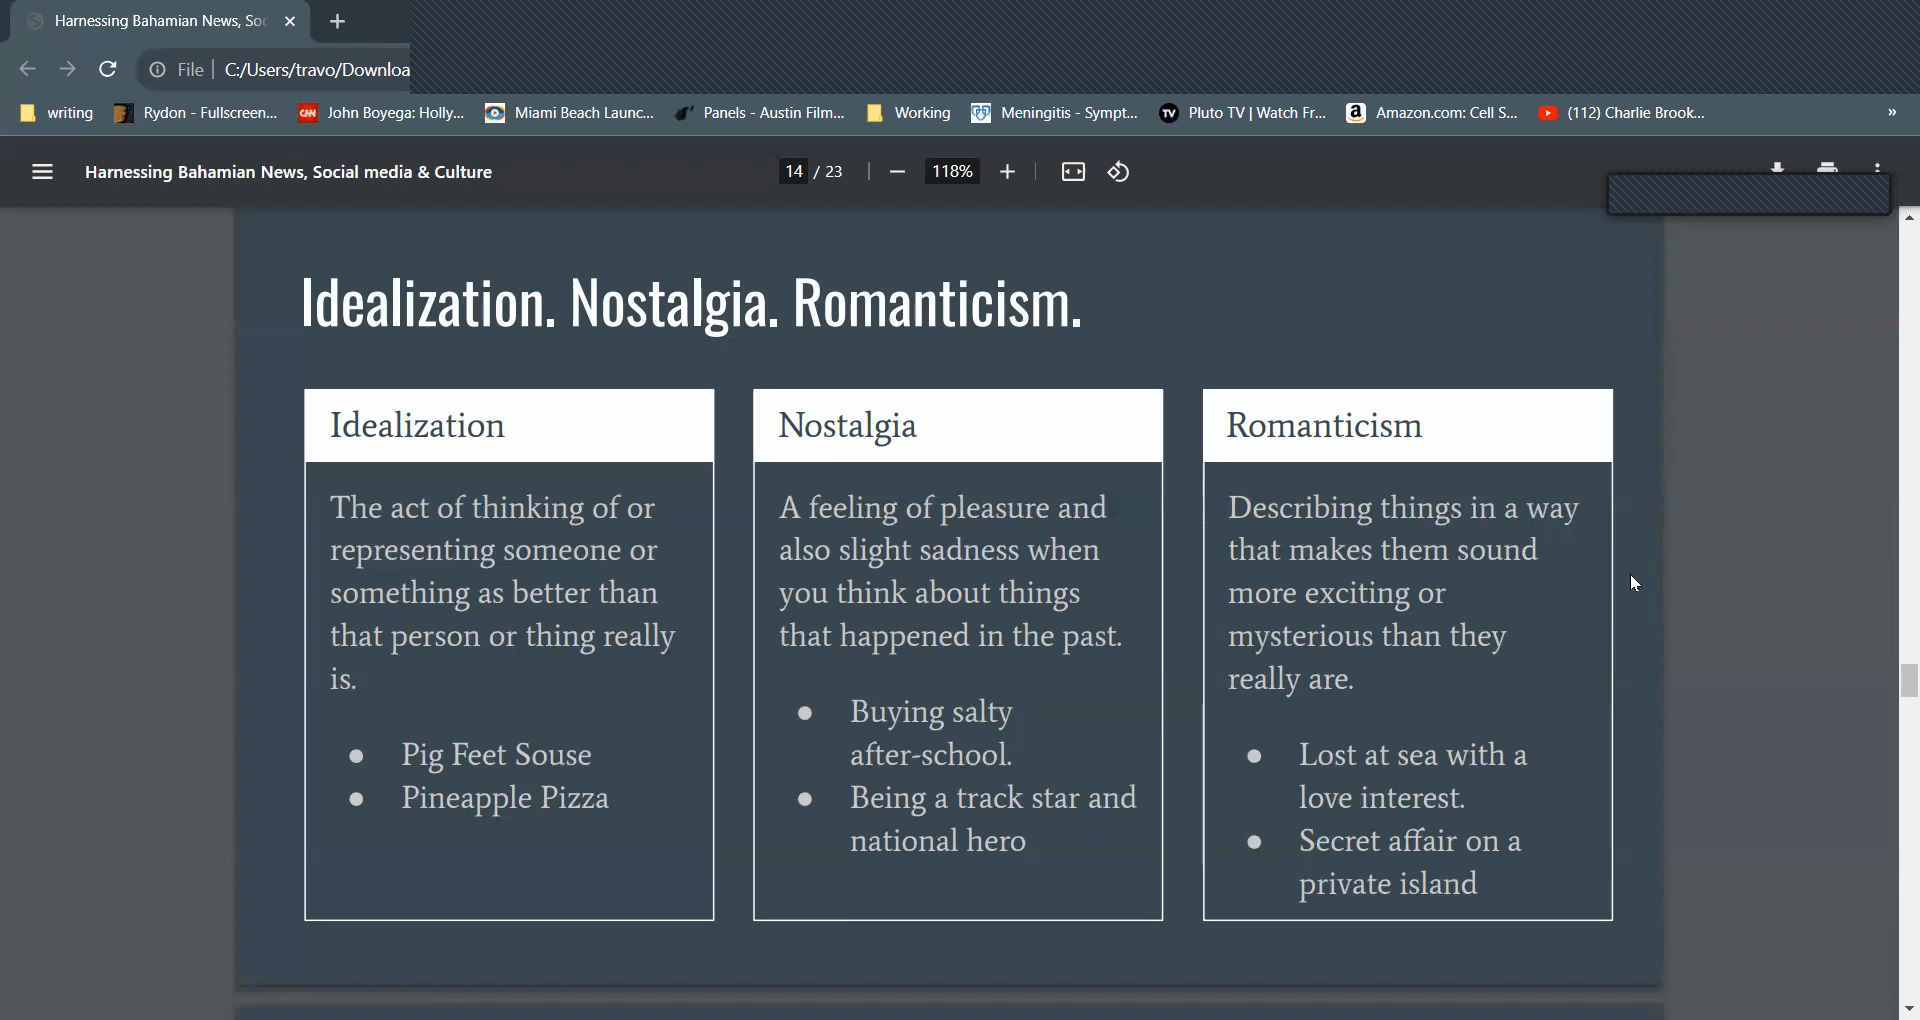 Harnessing Bahamian News, Soc
File
C:/Users/travo/Downloa
writing
Rydon - Fullscreen...
CNN
John Boyega: Holly...
Miami Beach Launc...
Panels - Austin Film...
Working
Meningitis - Sympt...
TV
Pluto TV | Watch Fr...
a
Amazon.com: Cell S...
(112) Charlie Brook...
»
Harnessing Bahamian News, Social media & Culture
14 / 23
118%
Idealization. Nostalgia. Romanticism.
Idealization
The act of thinking of or
representing someone or
something as better than
that person or thing really
is.
● Pig Feet Souse
● Pineapple Pizza
Nostalgia
A feeling of pleasure and
also slight sadness when
you think about things
that happened in the past.
● Buying salty
after-school.
● Being a track star and
national hero
Romanticism
Describing things in a way
that makes them sound
more exciting or
mysterious than they
really are.
● Lost at sea with a
love interest.
● Secret affair on a
private island